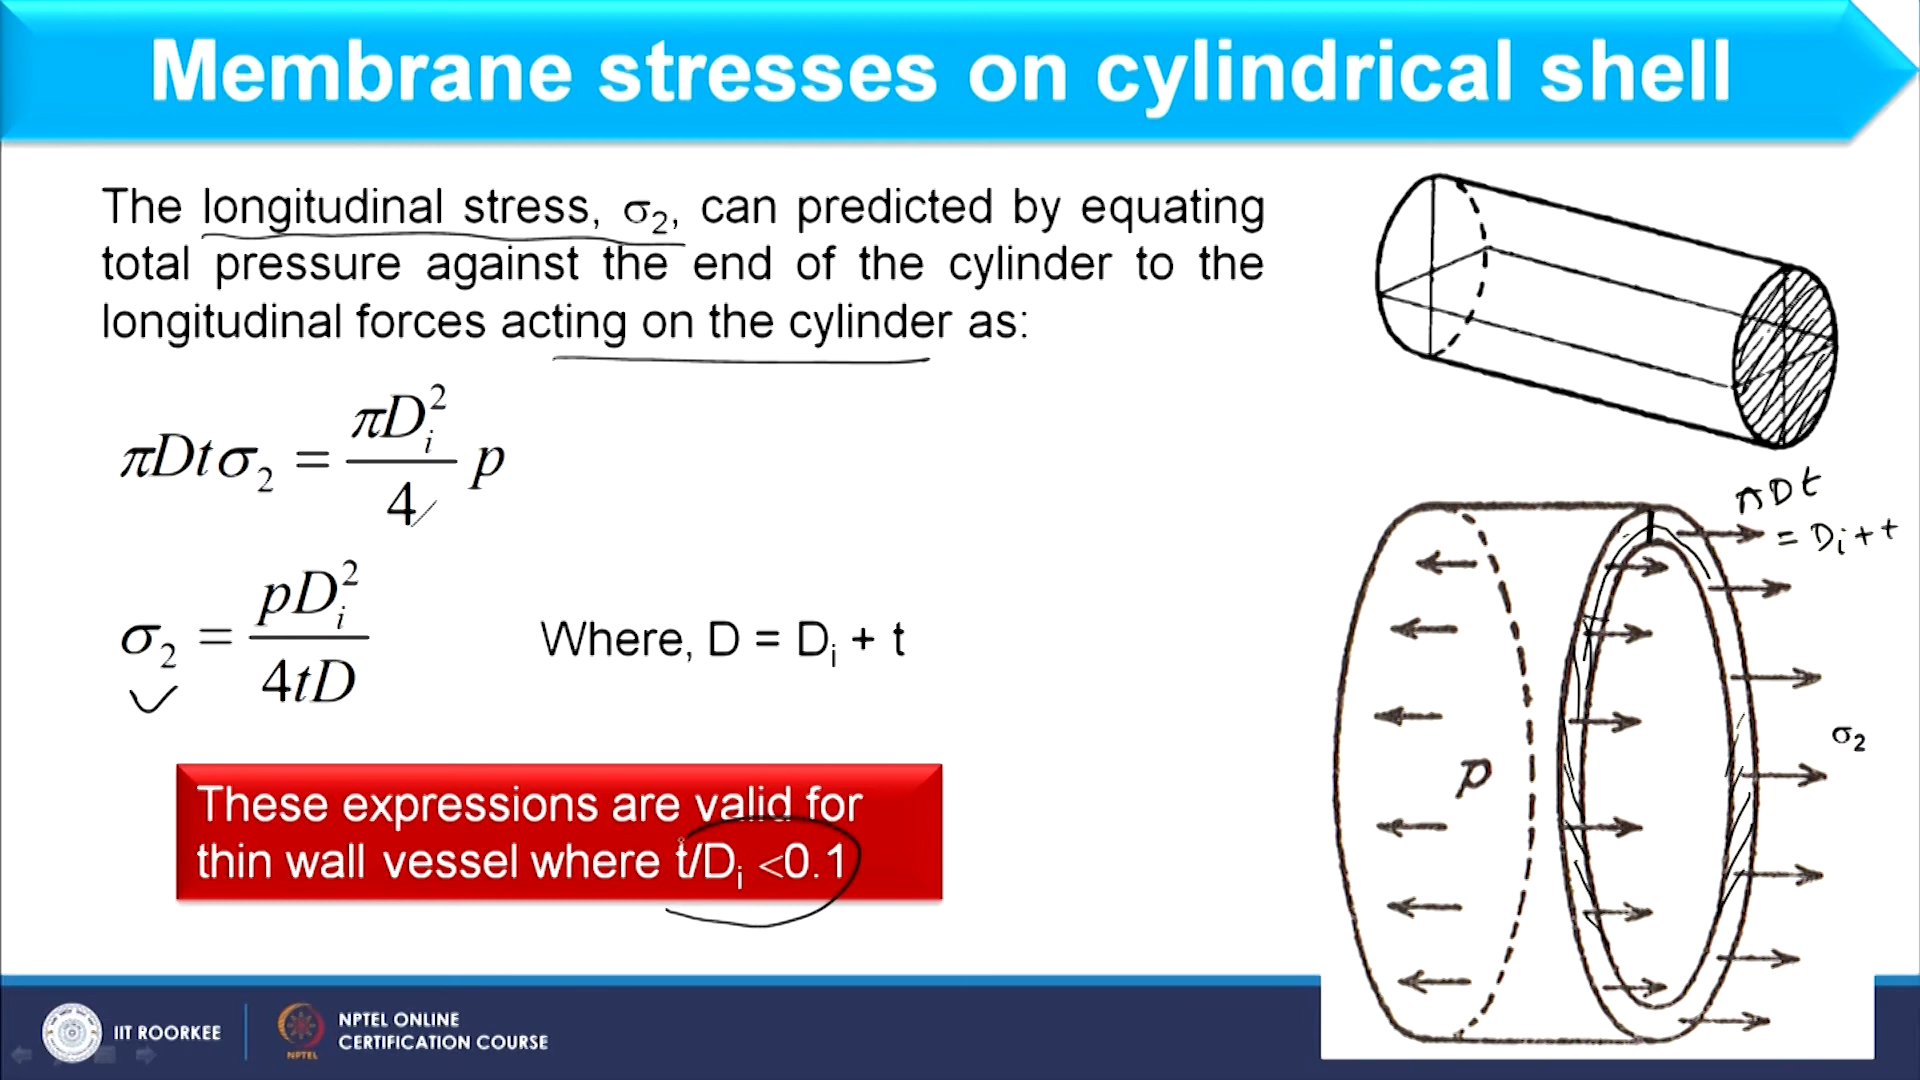 Membrane stresses on cylindrical shell
The longitudinal stress, σ₂, can predicted by equating
total pressure against the end of the cylinder to the
longitudinal forces acting on the cylinder as:
πDtσ₂ = πDᵢ²/4 p
σ₂ = pDᵢ²/4tD
Where, D = Dᵢ + t
These expressions are valid for
thin wall vessel where t/Dᵢ <0.1
πDt
= Dᵢ+t
σ₂
p
IIT ROORKEE
NPTEL
NPTEL ONLINE
CERTIFICATION COURSE